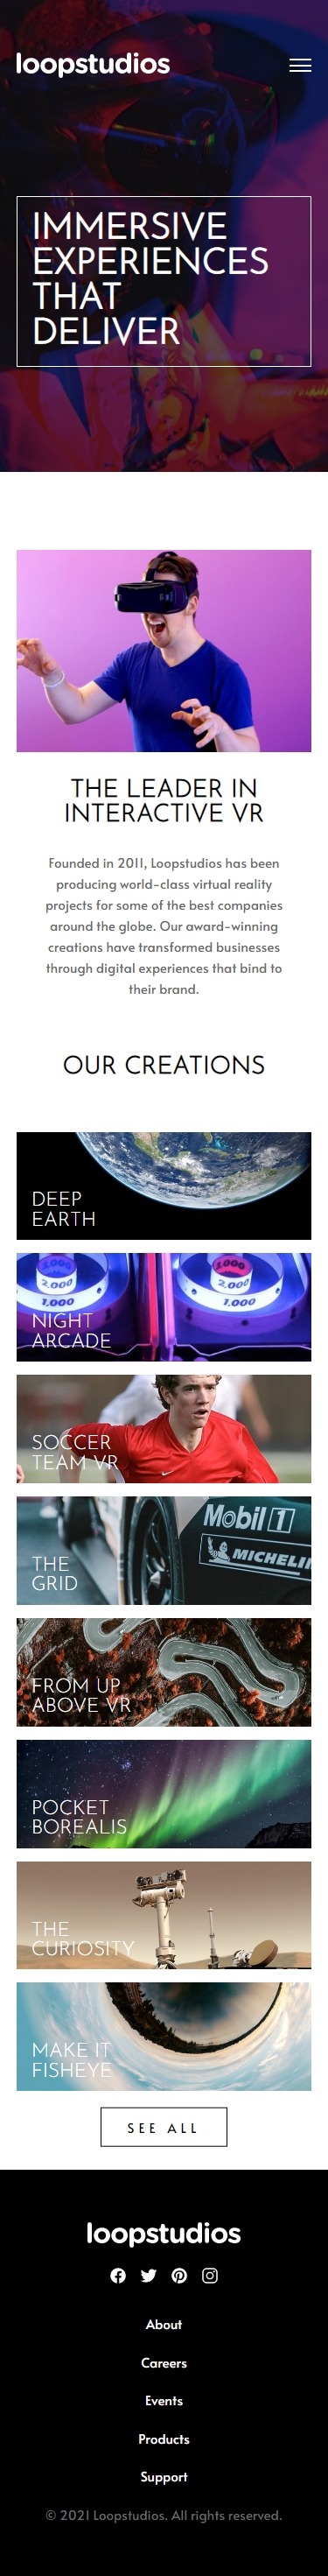 loopstudios
IMMERSIVE
EXPERIENCES
THAT
DELIVER
THE LEADER IN
INTERACTIVE VR
Founded in 2011, Loopstudios has been
producing world-class virtual reality
projects for some of the best companies
around the globe. Our award-winning
creations have transformed businesses
through digital experiences that bind to
their brand.
OUR CREATIONS
DEEP
EARTH
3.000 3.000
2.000 2.000
1.000 1.000
NIGHT
ARCADE
SOCCER
TEAM VR
Mobil 1
MICHELIN
THE
GRID
FROM UP
ABOVE VR
POCKET
BOREALIS
THE
CURIOSITY
MAKE IT
FISHEYE
SEE ALL
loopstudios
About
Careers
Events
Products
Support
© 2021 Loopstudios. All rights reserved.